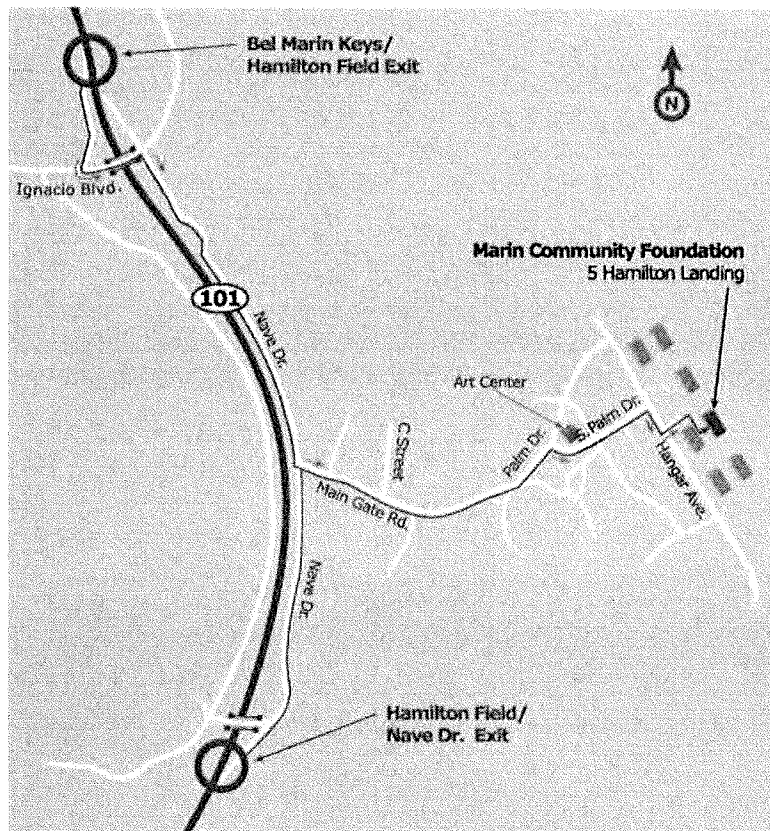 Bel Marin Keys/
Hamilton Field Exit
N
Ignacio Blvd.
Marin Community Foundation
5 Hamilton Landing
101
Nave Dr.
Art Center
C Street
Palm Dr.
S. Palm Dr.
Hangar Ave.
Main Gate Rd.
Nave Dr.
Hamilton Field/
Nave Dr. Exit